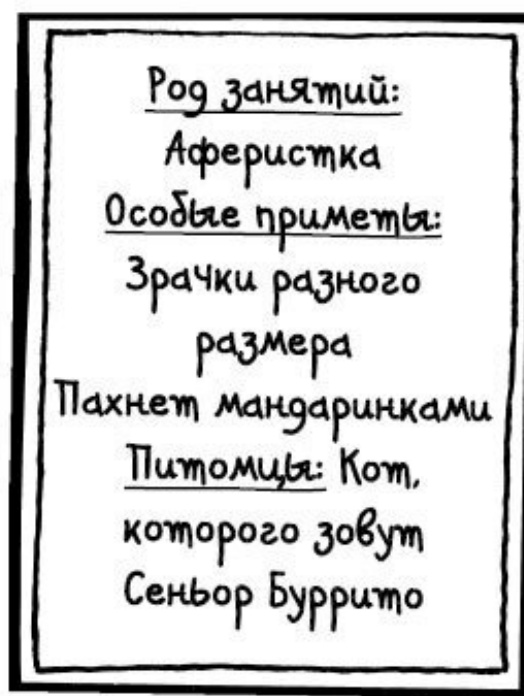 Род занятий:
Аферистка
Особые приметы:
Зрачки разного
размера
Пахнет мандаринками
Питомцы: Кот,
которого зовут
Сеньор Буррито